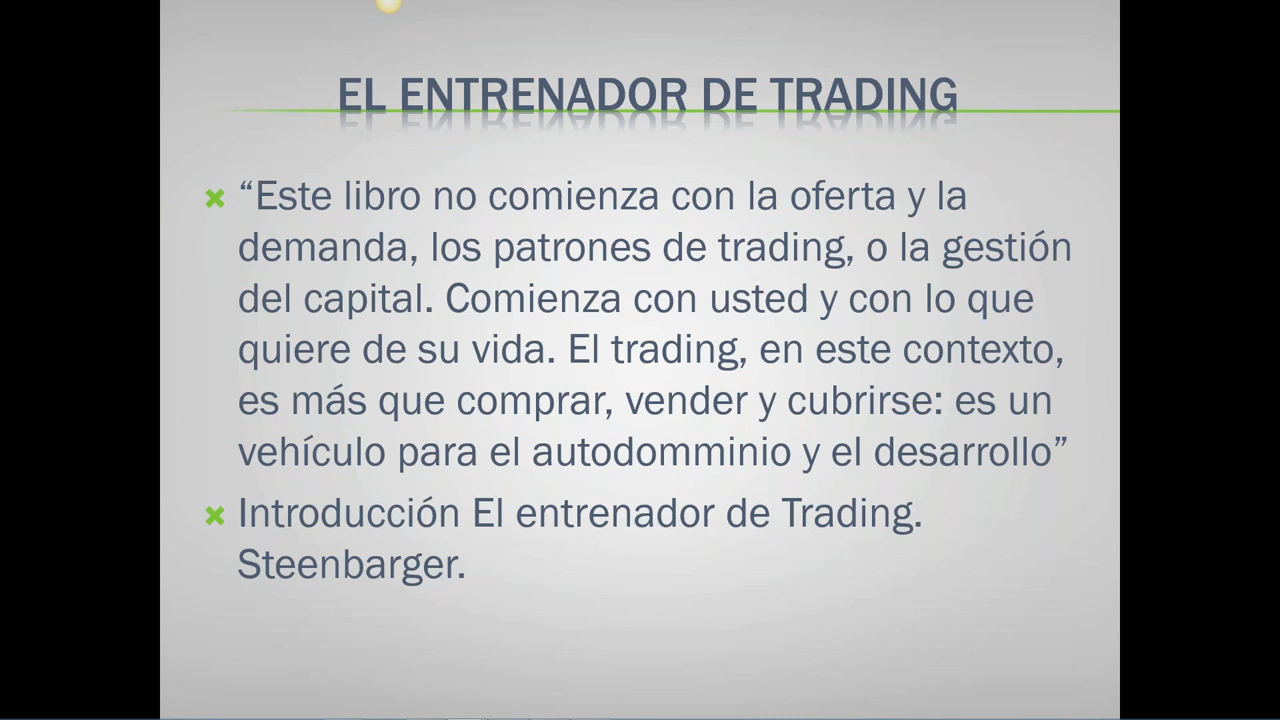 EL ENTRENADOR DE TRADING
“Este libro no comienza con la oferta y la
demanda, los patrones de trading, o la gestión
del capital. Comienza con usted y con lo que
quiere de su vida. El trading, en este contexto,
es más que comprar, vender y cubrirse: es un
vehículo para el autodomminio y el desarrollo”
Introducción El entrenador de Trading.
Steenbarger.